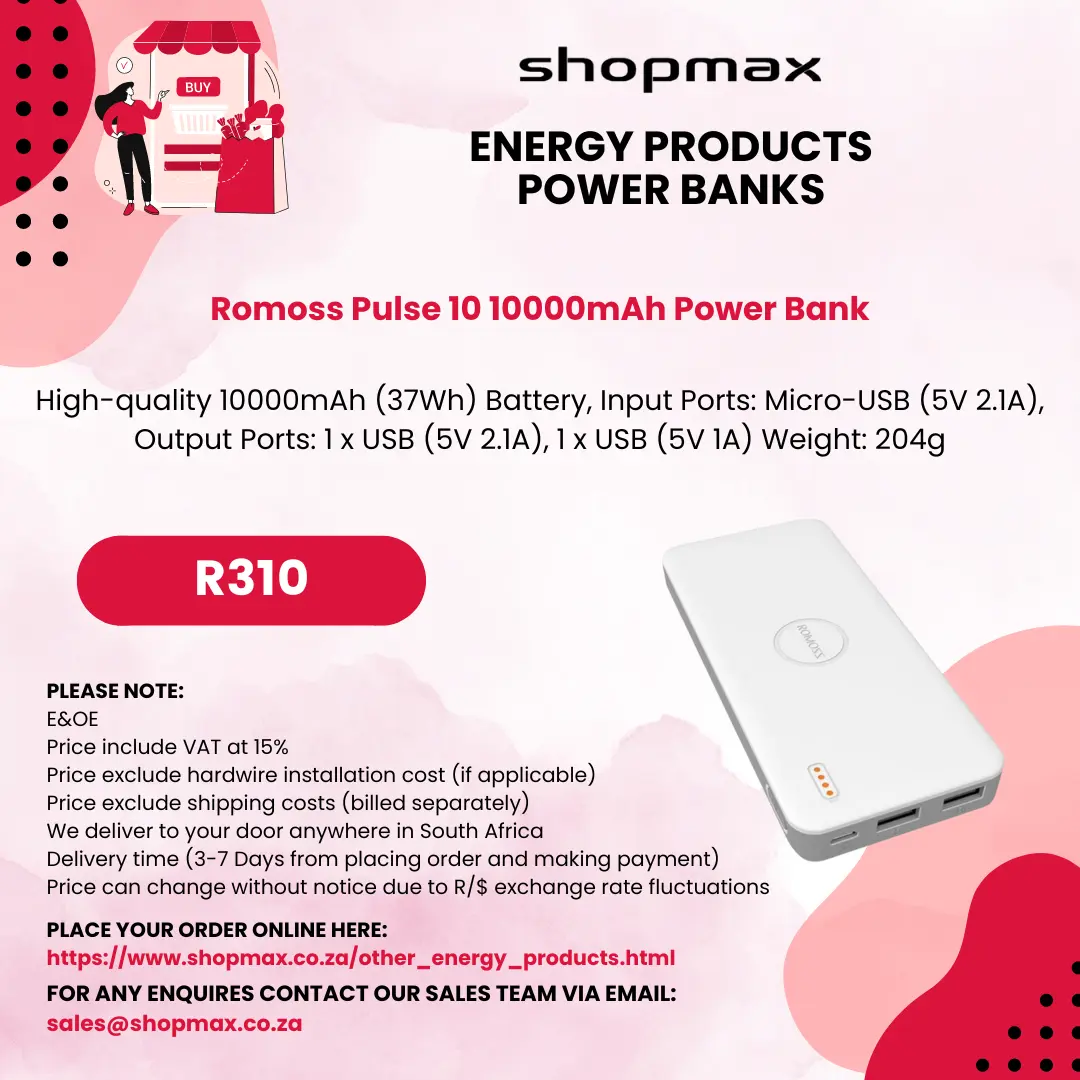 BUY
shopmax
ENERGY PRODUCTS
POWER BANKS
Romoss Pulse 10 10000mAh Power Bank
High-quality 10000mAh (37Wh) Battery, Input Ports: Micro-USB (5V 2.1A),
Output Ports: 1 x USB (5V 2.1A), 1 x USB (5V 1A) Weight: 204g
R310
ROMOSS
PLEASE NOTE:
E&OE
Price include VAT at 15%
Price exclude hardwire installation cost (if applicable)
Price exclude shipping costs (billed separately)
We deliver to your door anywhere in South Africa
Delivery time (3-7 Days from placing order and making payment)
Price can change without notice due to R/$ exchange rate fluctuations
PLACE YOUR ORDER ONLINE HERE:
https://www.shopmax.co.za/other_energy_products.html
FOR ANY ENQUIRES CONTACT OUR SALES TEAM VIA EMAIL:
sales@shopmax.co.za